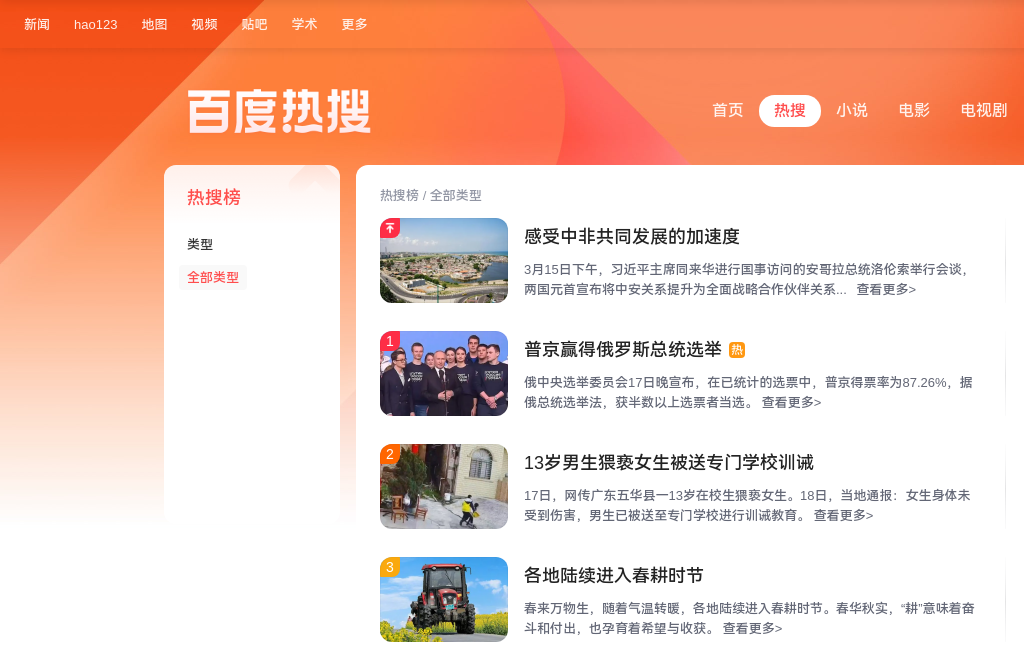 新闻 hao123 地图 视频 贴吧 学术 更多
百度热搜
首页 热搜 小说 电影 电视剧
热搜榜
类型
全部类型
热搜榜 / 全部类型
感受中非共同发展的加速度
3月15日下午，习近平主席同来华进行国事访问的安哥拉总统洛伦索举行会谈，
两国元首宣布将中安关系提升为全面战略合作伙伴关系... 查看更多>
1
普京赢得俄罗斯总统选举 热
俄中央选举委员会17日晚宣布，在已统计的选票中，普京得票率为87.26%，据
俄总统选举法，获半数以上选票者当选。 查看更多>
2
13岁男生猥亵女生被送专门学校训诫
17日，网传广东五华县一13岁在校生猥亵女生。18日，当地通报：女生身体未
受到伤害，男生已被送至专门学校进行训诫教育。 查看更多>
3
各地陆续进入春耕时节
春来万物生，随着气温转暖，各地陆续进入春耕时节。春华秋实，“耕”意味着奋
斗和付出，也孕育着希望与收获。 查看更多>